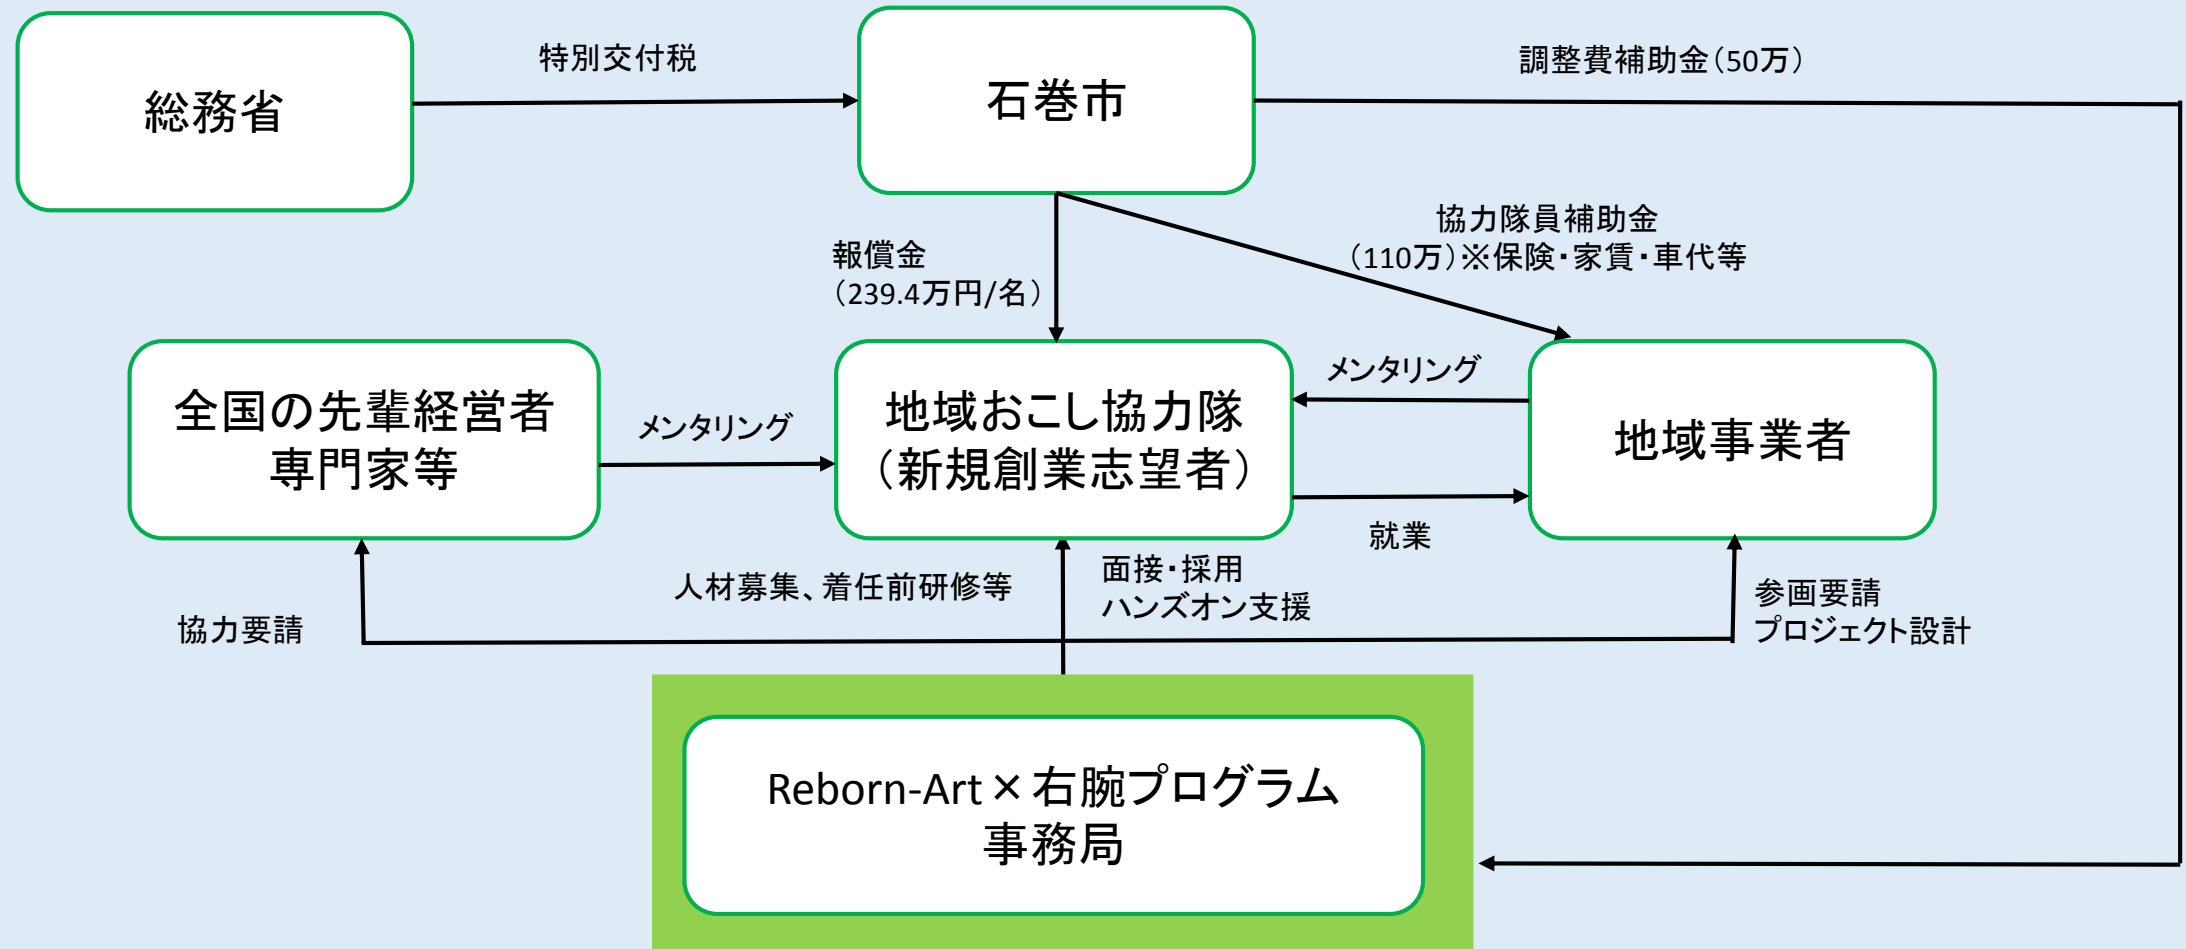 総務省
特別交付税
石巻市
調整費補助金（50万）
報償金
（239.4万円/名）
協力隊員補助金
（110万）※保険・家賃・車代等
全国の先輩経営者
専門家等
メンタリング
地域おこし協力隊
（新規創業志望者）
メンタリング
就業
地域事業者
協力要請
人材募集、着任前研修等
面接・採用
ハンズオン支援
参画要請
プロジェクト設計
Reborn-Art×右腕プログラム
事務局